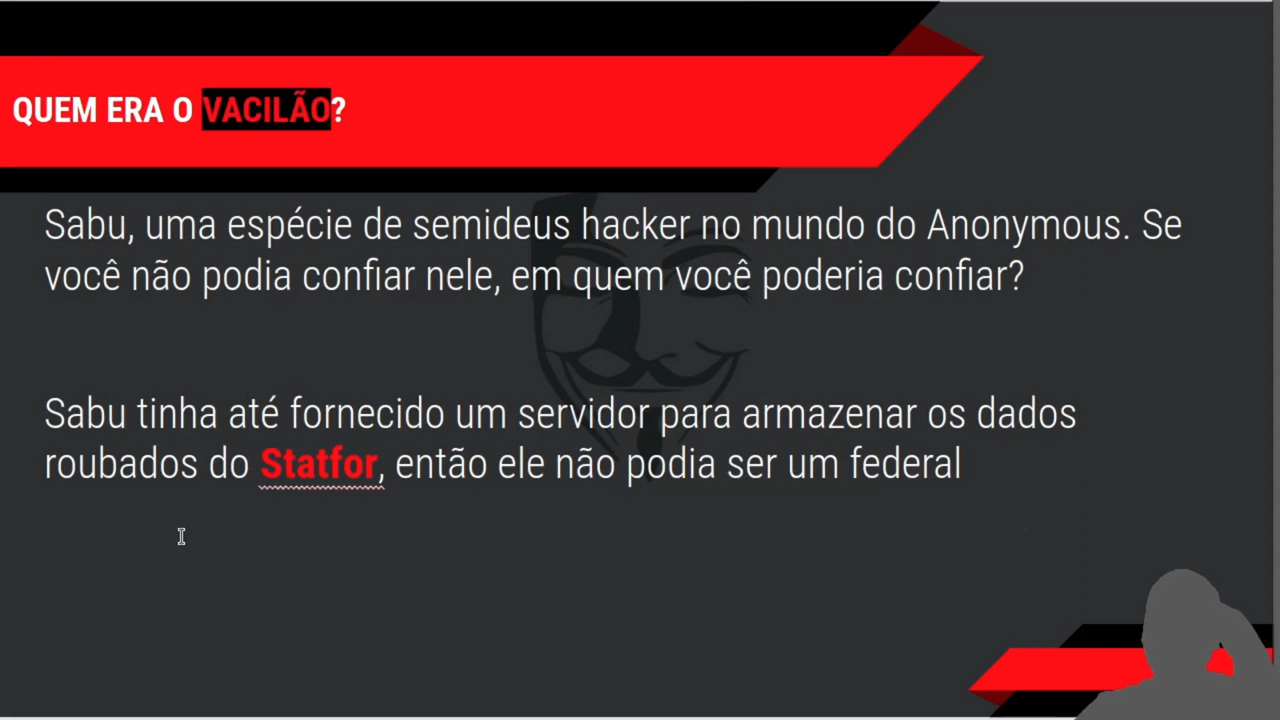 QUEM ERA O VACILÃO?
Sabu, uma espécie de semideus hacker no mundo do Anonymous. Se
você não podia confiar nele, em quem você poderia confiar?
Sabu tinha até fornecido um servidor para armazenar os dados
roubados do Statfor, então ele não podia ser um federal